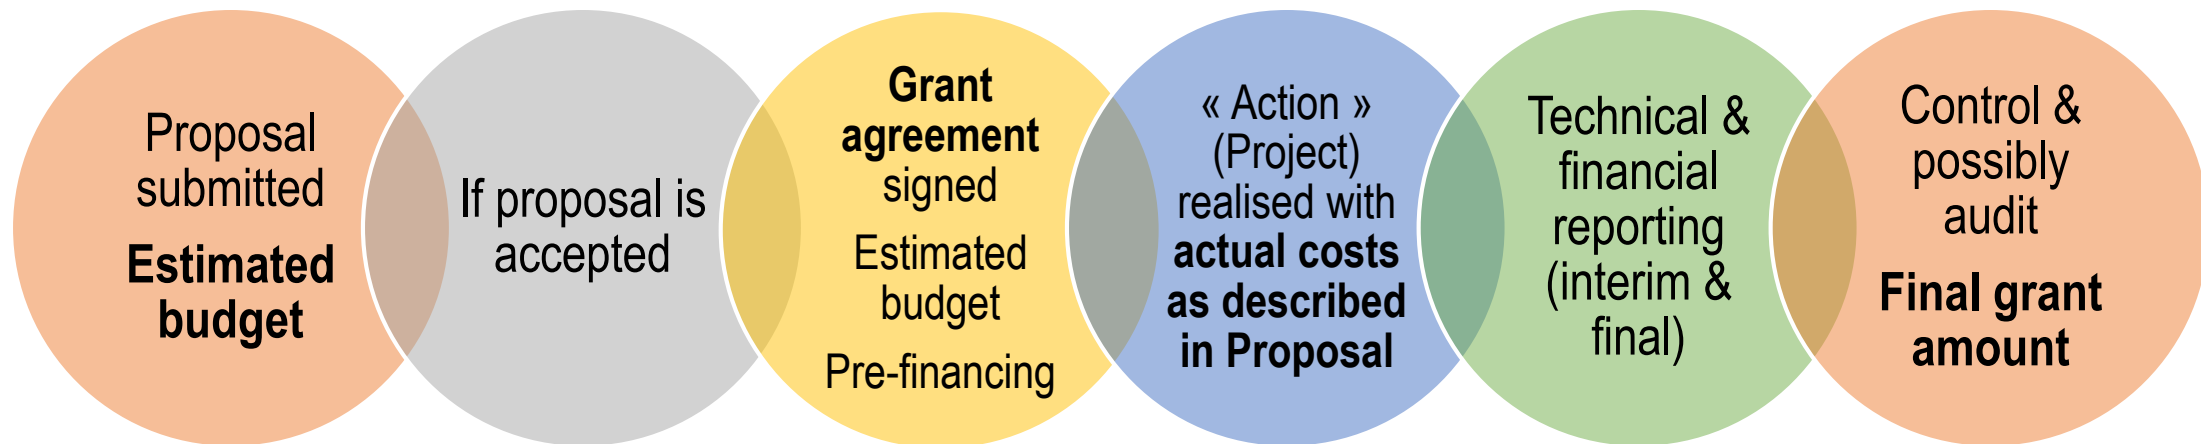 Proposal
submitted
Estimated
budget
If proposal is
accepted
Grant
agreement
signed
Estimated
budget
Pre-financing
« Action »
(Project)
realised with
actual costs
as described
in Proposal
Technical &
financial
reporting
(interim &
final)
Control &
possibly
audit
Final grant
amount